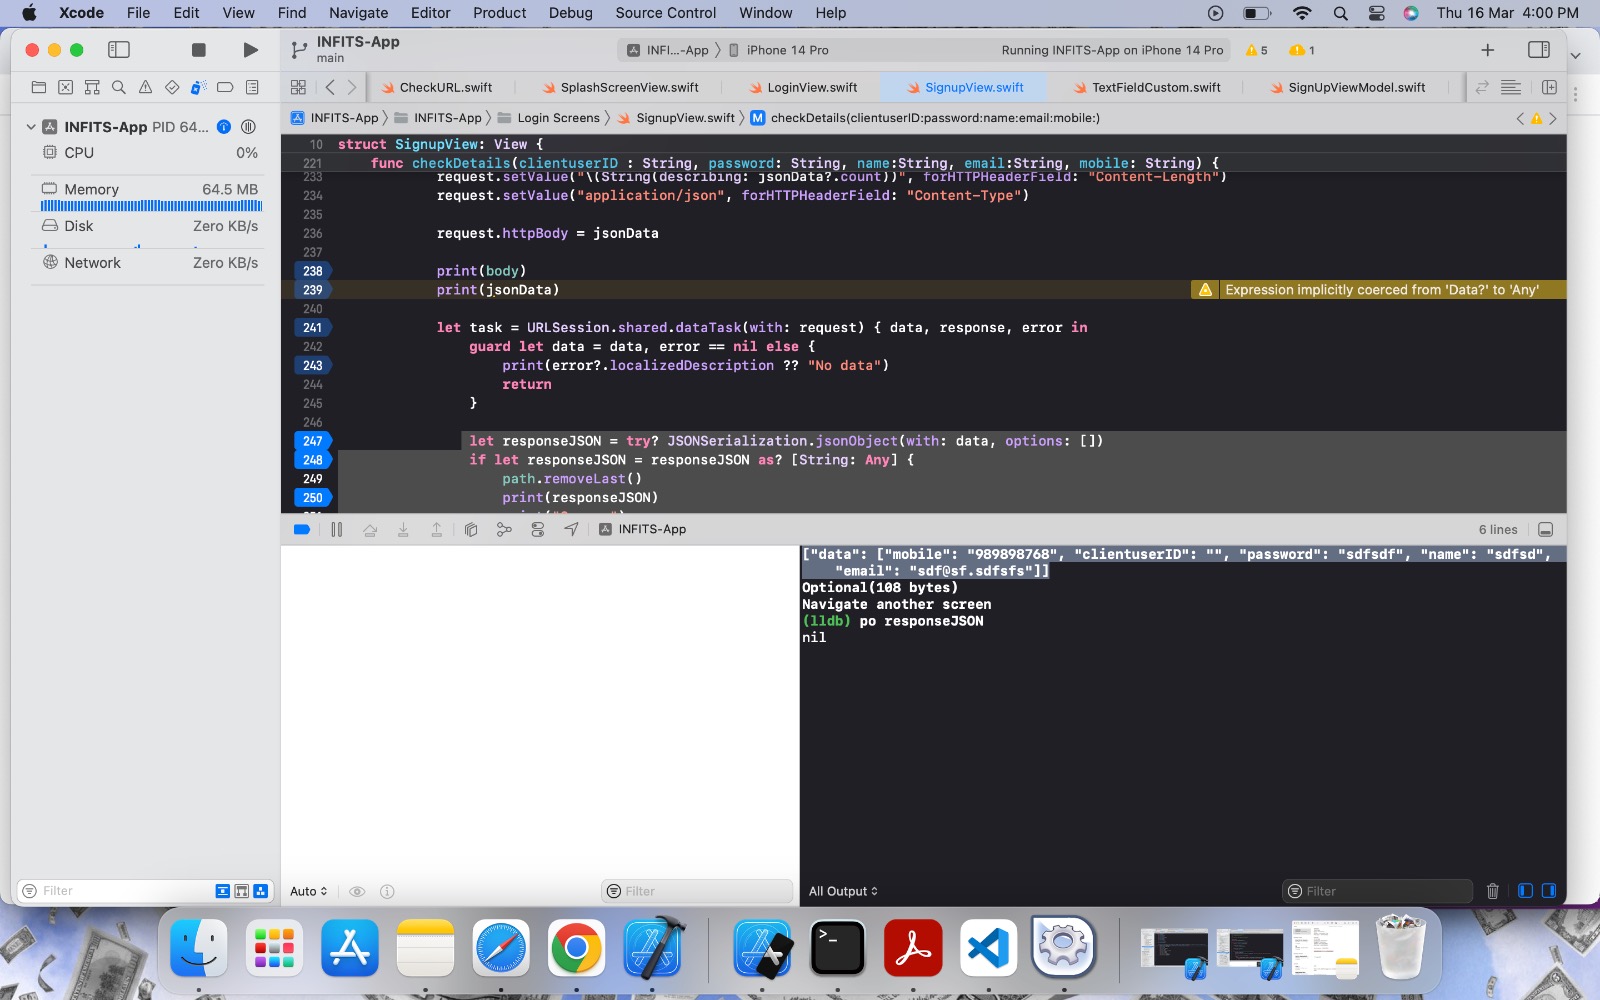 Xcode File Edit View Find Navigate Editor Product Debug Source Control Window Help Thu 16 Mar 4:00 PM
INFITS-App
main
INFI...-App 〉 iPhone 14 Pro Running INFITS-App on iPhone 14 Pro 5 1
CheckURL.swift SplashScreenView.swift LoginView.swift SignupView.swift TextFieldCustom.swift SignUpViewModel.swift
INFITS-App 〉 INFITS-App 〉 Login Screens 〉 SignupView.swift 〉 M checkDetails(clientuserID:password:name:email:mobile:)
INFITS-App PID 64...
CPU 0%
Memory 64.5 MB
Disk Zero KB/s
Network Zero KB/s
Filter
10 struct SignupView: View {
221 func checkDetails(clientuserID : String, password: String, name:String, email:String, mobile: String) {
233 request.setValue("\(String(describing: jsonData?.count))", forHTTPHeaderField: "Content-Length")
234 request.setValue("application/json", forHTTPHeaderField: "Content-Type")
235
236 request.httpBody = jsonData
237
238 print(body)
239 print(jsonData) Expression implicitly coerced from 'Data?' to 'Any'
240
241 let task = URLSession.shared.dataTask(with: request) { data, response, error in
242 guard let data = data, error == nil else {
243 print(error?.localizedDescription ?? "No data")
244 return
245 }
246
247 let responseJSON = try? JSONSerialization.jsonObject(with: data, options: [])
248 if let responseJSON = responseJSON as? [String: Any] {
249 path.removeLast()
250 print(responseJSON)
INFITS-App 6 lines
["data": ["mobile": "989898768", "clientuserID": "", "password": "sdfsdf", "name": "sdfsd",
"email": "sdf@sf.sdfsfs"]]
Optional(108 bytes)
Navigate another screen
(lldb) po responseJSON
nil
Auto Filter All Output Filter